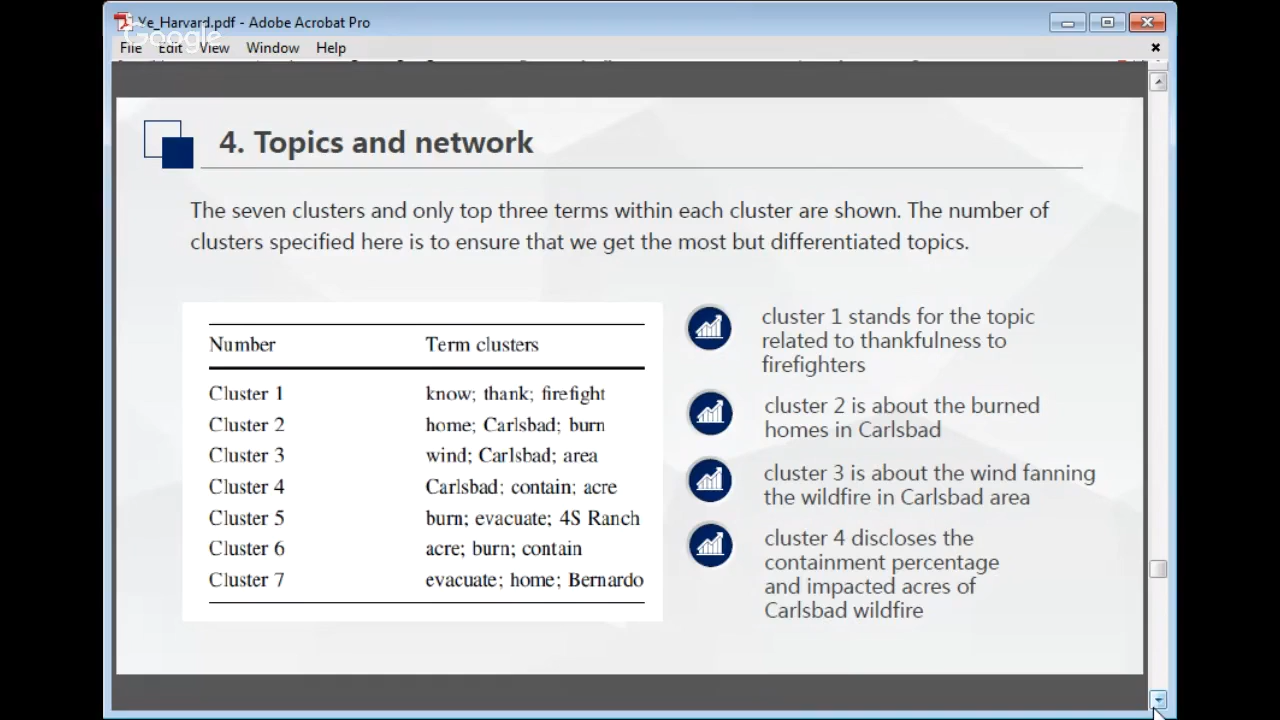 Ye_Harvard.pdf - Adobe Acrobat Pro
Google
File Edit View Window Help
4. Topics and network
The seven clusters and only top three terms within each cluster are shown. The number of
clusters specified here is to ensure that we get the most but differentiated topics.
Number Term clusters
Cluster 1 know; thank; firefight
Cluster 2 home; Carlsbad; burn
Cluster 3 wind; Carlsbad; area
Cluster 4 Carlsbad; contain; acre
Cluster 5 burn; evacuate; 4S Ranch
Cluster 6 acre; burn; contain
Cluster 7 evacuate; home; Bernardo
cluster 1 stands for the topic
related to thankfulness to
firefighters
cluster 2 is about the burned
homes in Carlsbad
cluster 3 is about the wind fanning
the wildfire in Carlsbad area
cluster 4 discloses the
containment percentage
and impacted acres of
Carlsbad wildfire